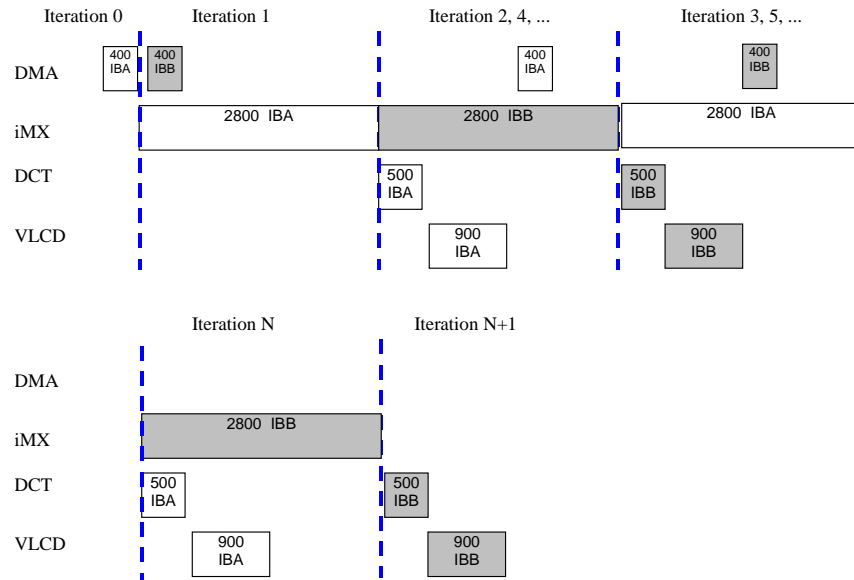 Iteration 0
Iteration 1
Iteration 2, 4, ...
Iteration 3, 5, ...
DMA
400
IBA
400
IBB
400
IBA
400
IBB
iMX
2800 IBA
2800 IBB
2800 IBA
DCT
500
IBA
500
IBB
VLCD
900
IBA
900
IBB
Iteration N
Iteration N+1
DMA
iMX
2800 IBB
DCT
500
IBA
500
IBB
VLCD
900
IBA
900
IBB